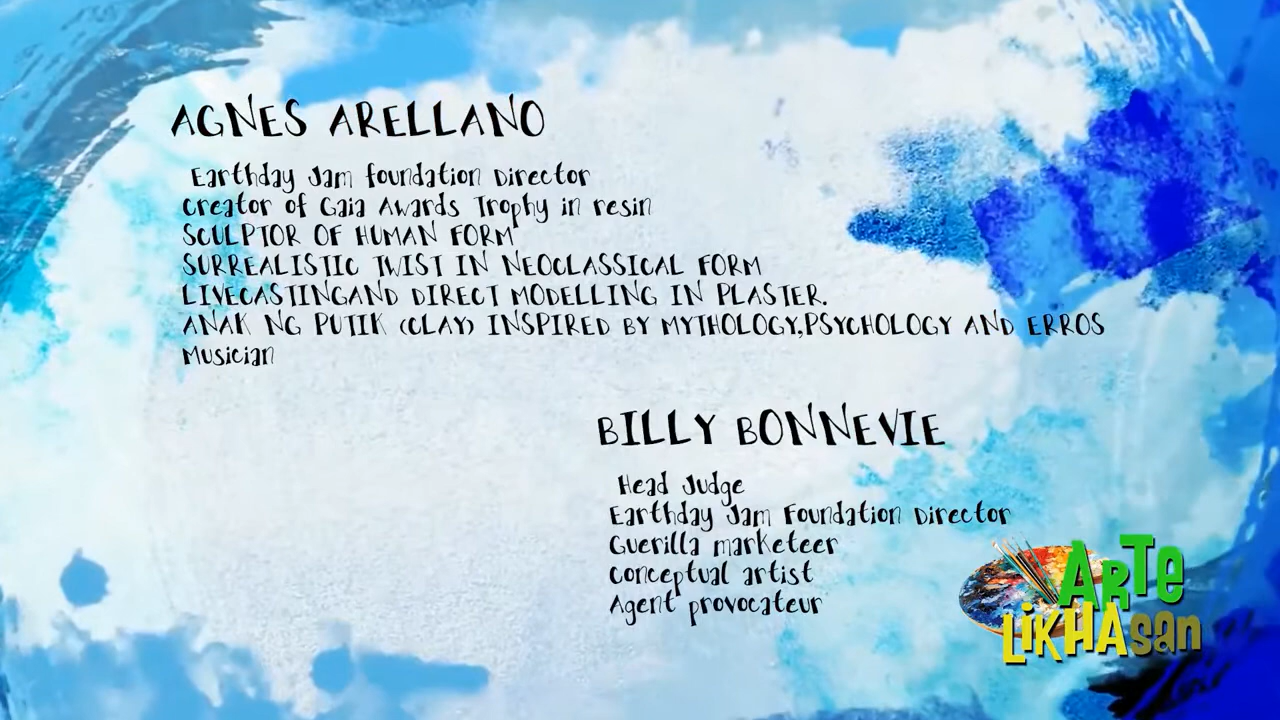 AGNES ARELLANO
Earthday Jam foundation Director
Creator of Gaia Awards Trophy in resin
SCULPTOR OF HUMAN FORM
SURREALISTIC TWIST IN NEOCLASSICAL FORM
LIVECASTINGAND DIRECT MODELLING IN PLASTER.
ANAK NG PUTIK (CLAY) INSPIRED BY MYTHOLOGY,PSYCHOLOGY AND ERROS
Musician
BILLY BONNEVIE
Head Judge
Earthday Jam Foundation Director
Guerilla marketeer
Conceptual artist
Agent provocateur
ARTE
LiKHAsan